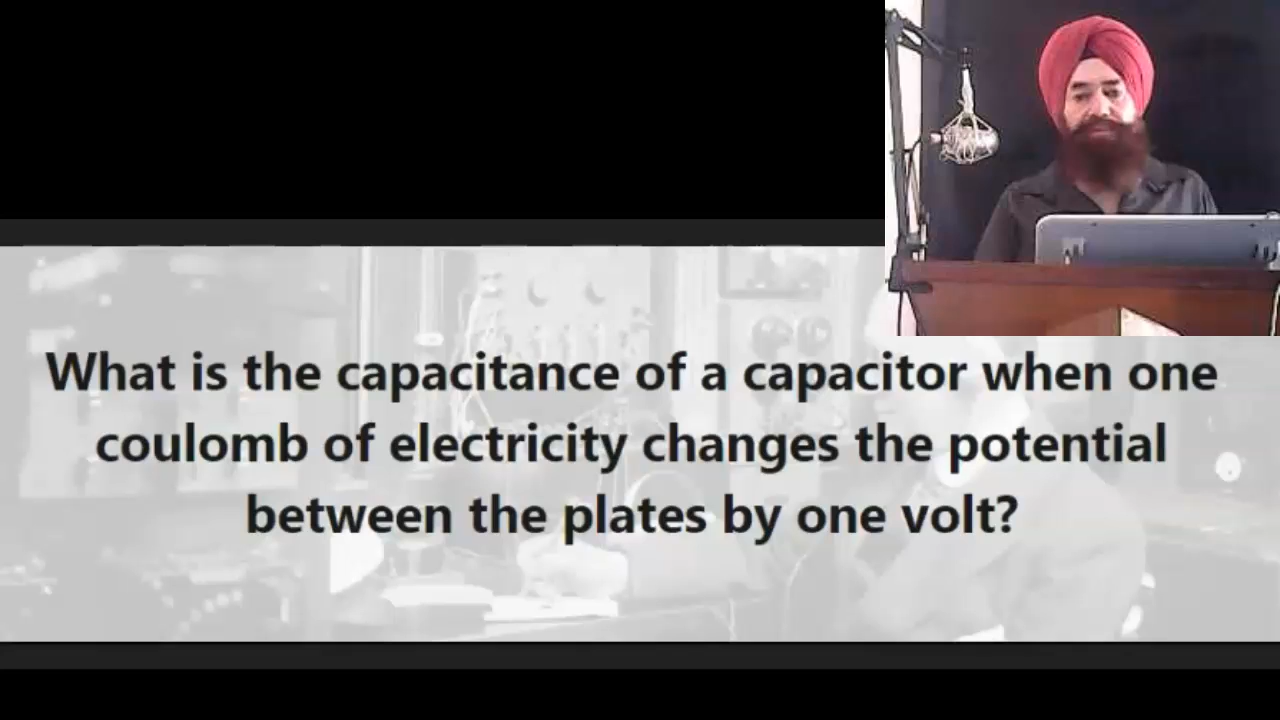 What is the capacitance of a capacitor when one
coulomb of electricity changes the potential
between the plates by one volt?